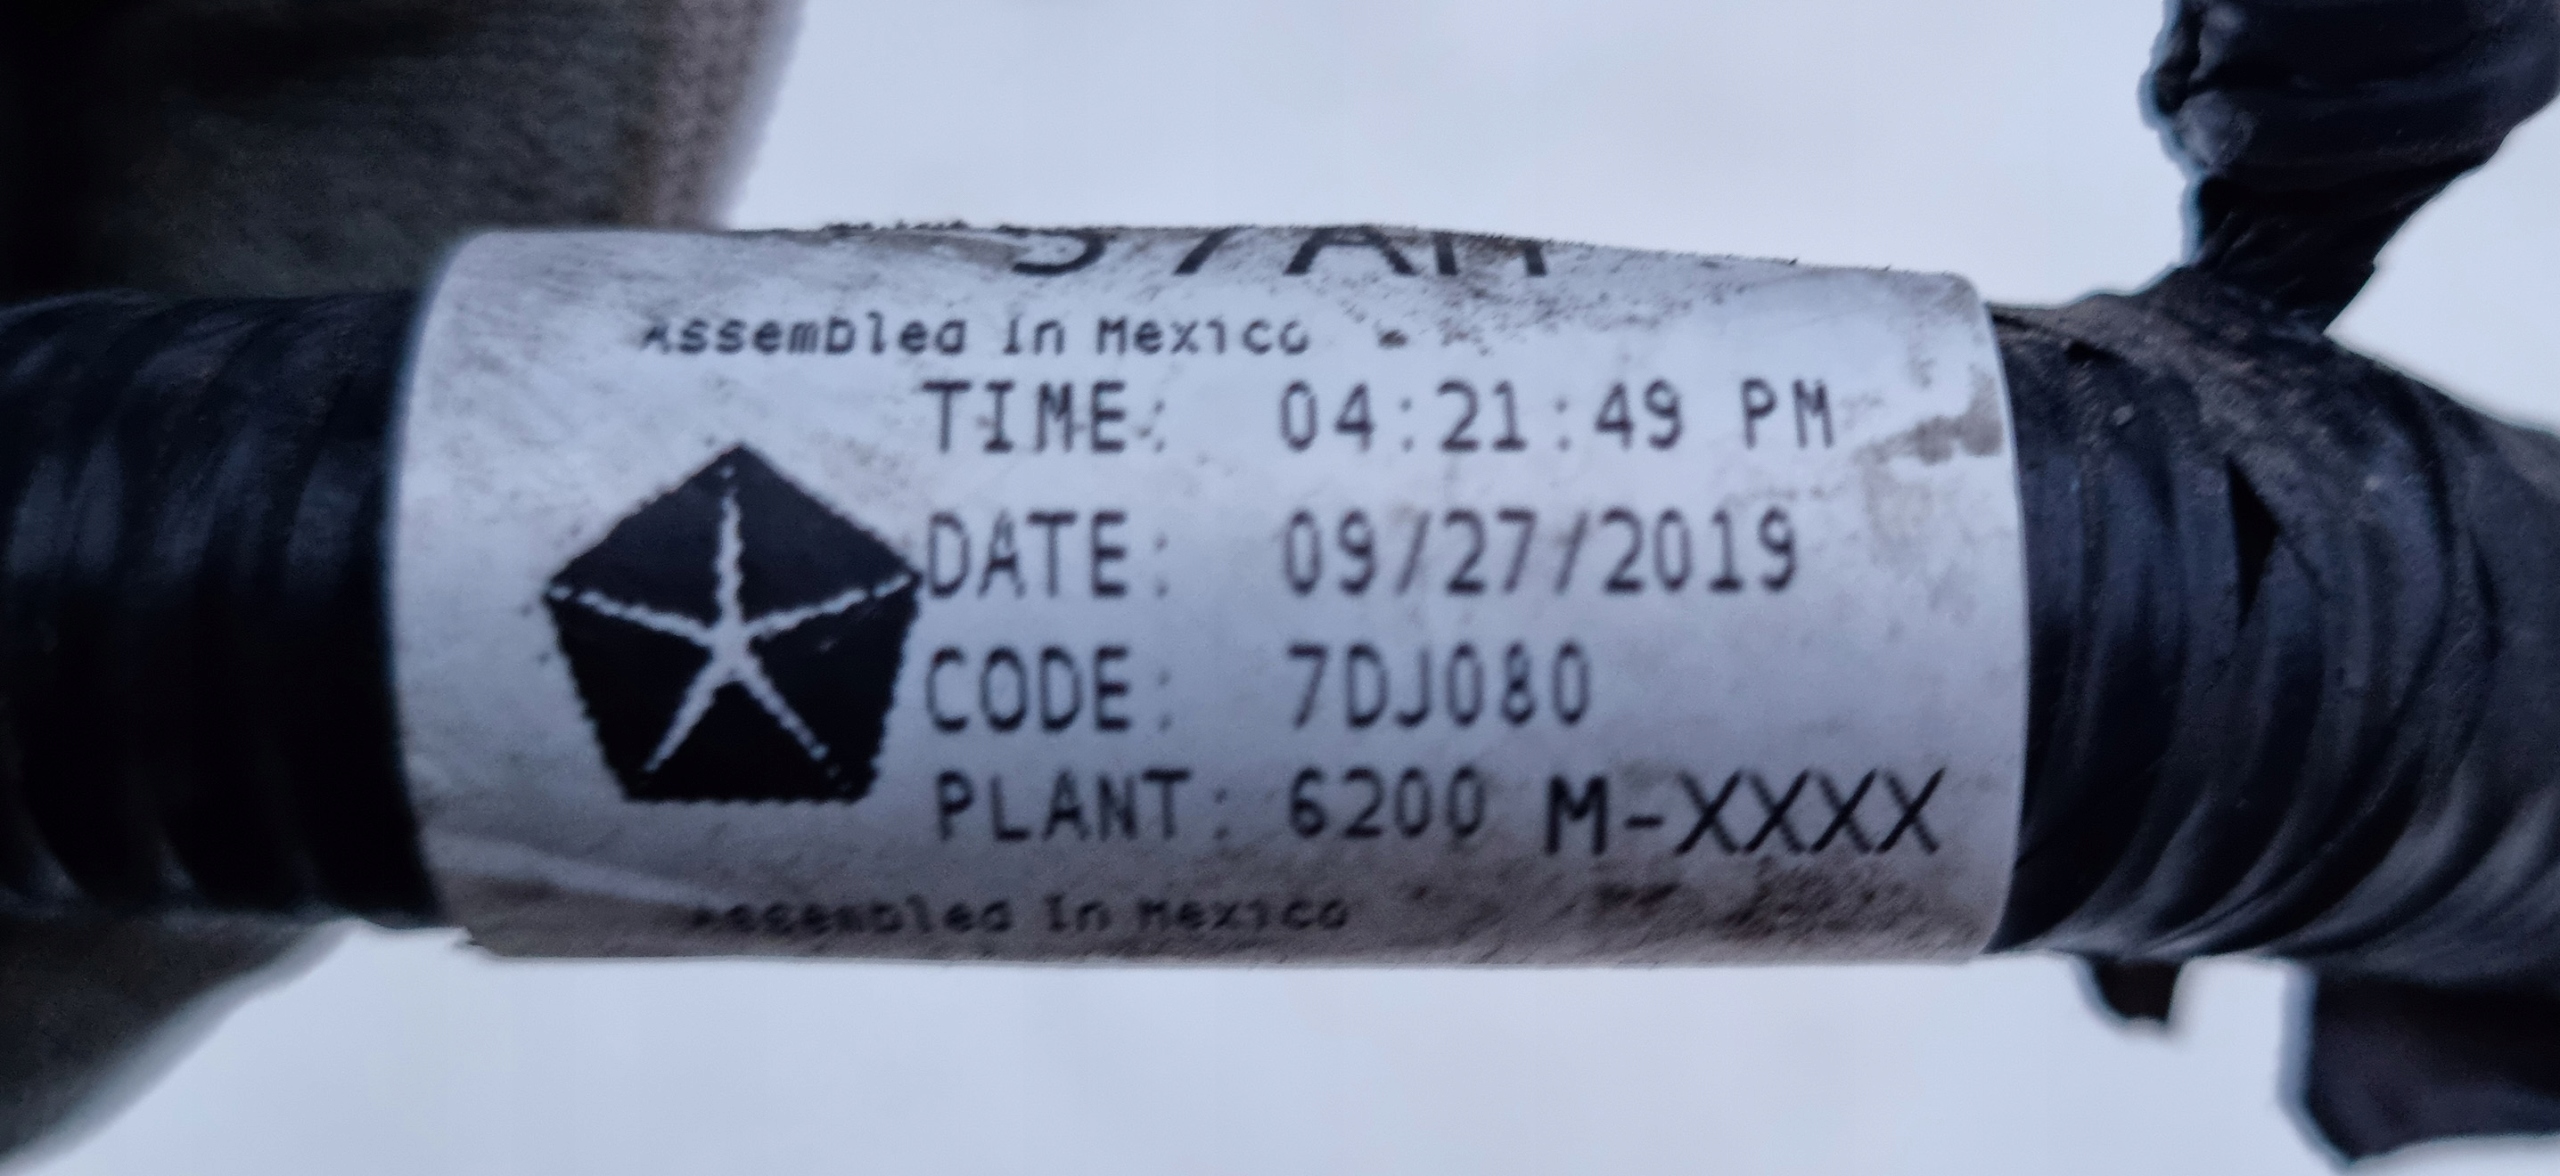 Assembled In Mexico
TIME: 04:21:49 PM
DATE: 09/27/2019
CODE: 7DJ080
PLANT: 6200 M-XXXX
Assembled In Mexico